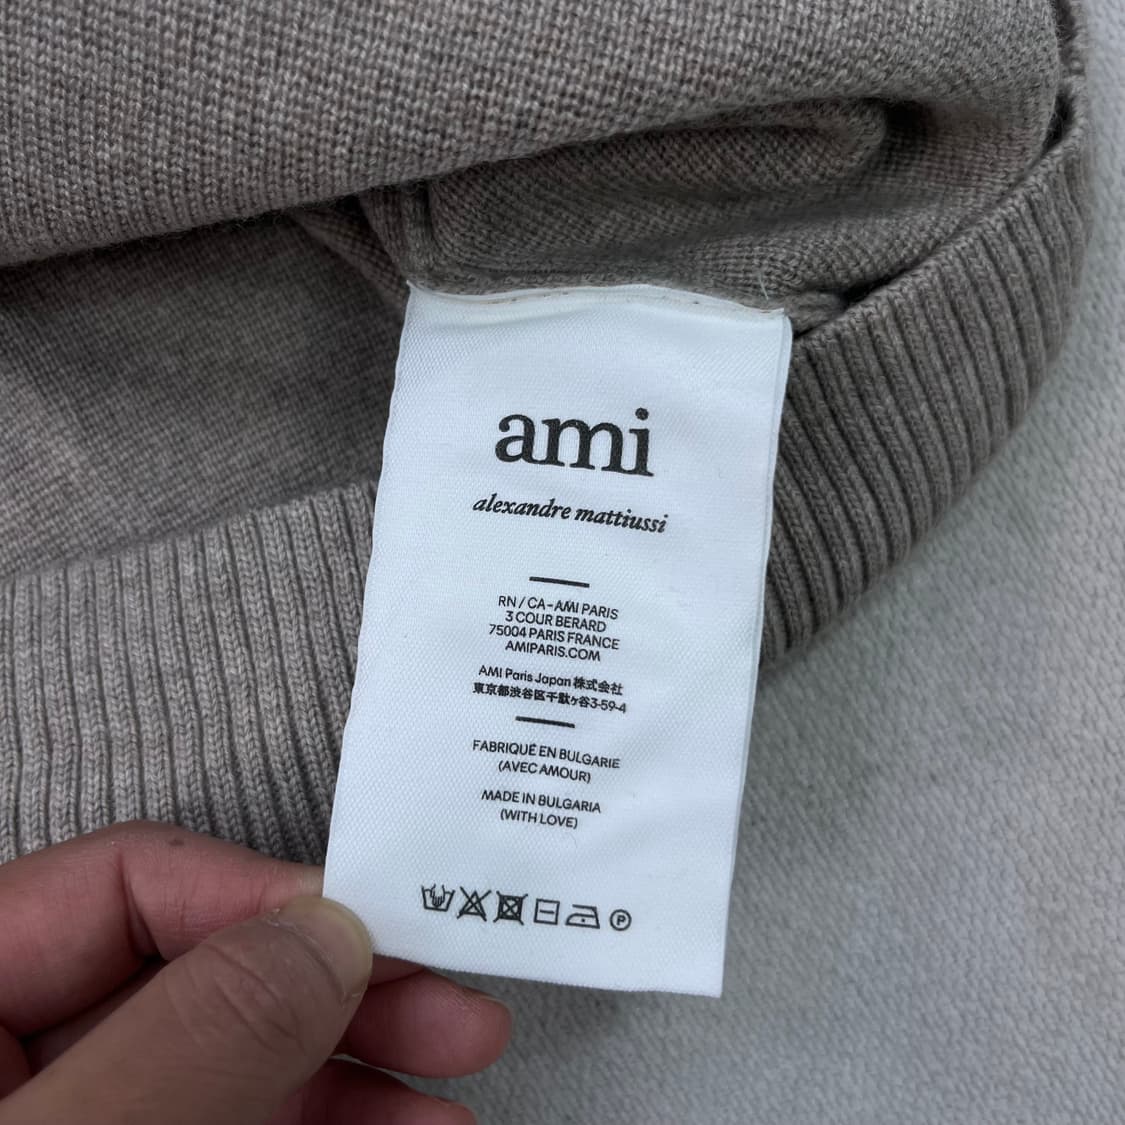 ami
alexandre mattiussi
RN / CA-AMI PARIS
3 COUR BERARD
75004 PARIS FRANCE
AMIPARIS.COM
AMI Paris Japan 株式会社
東京都渋谷区千駄ヶ谷3-59-4
FABRIQUÉ EN BULGARIE
(AVEC AMOUR)
MADE IN BULGARIA
(WITH LOVE)
P